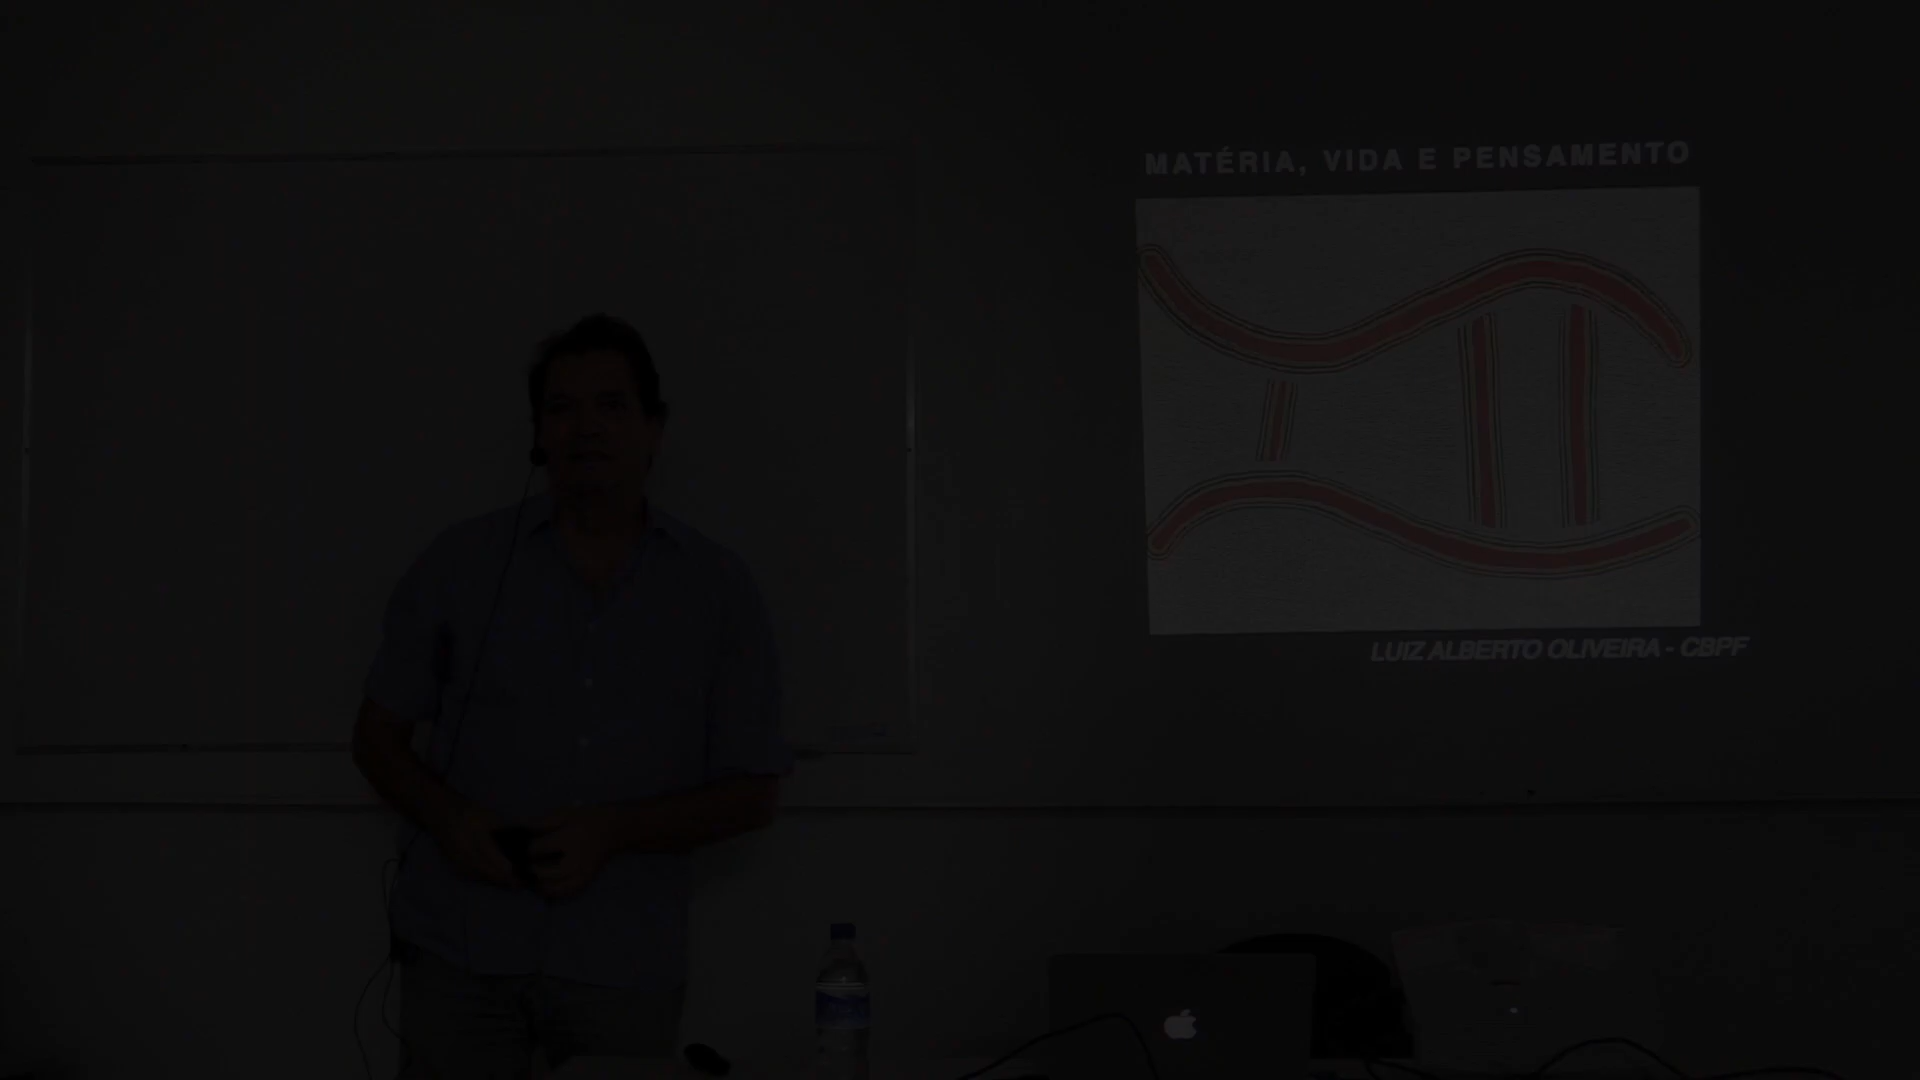 MATÉRIA, VIDA E PENSAMENTO
LUIZ ALBERTO OLIVEIRA - CBPF